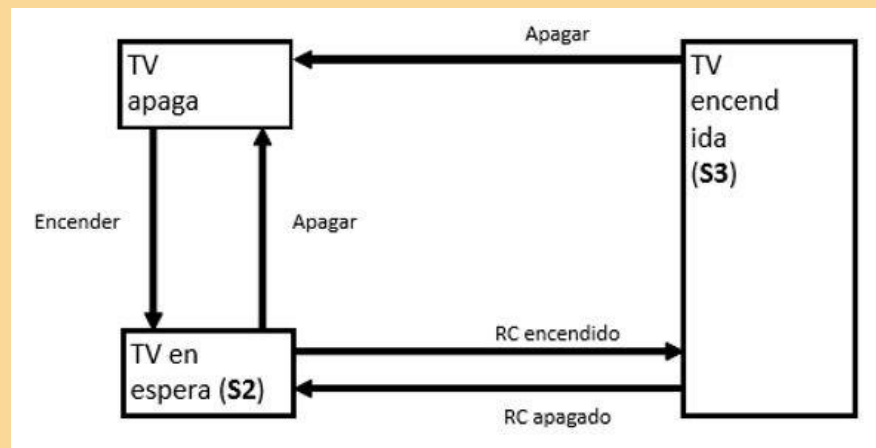 Apagar
TV
apaga
TV
encend
ida
(S3)
Encender
Apagar
TV en
espera (S2)
RC encendido
RC apagado